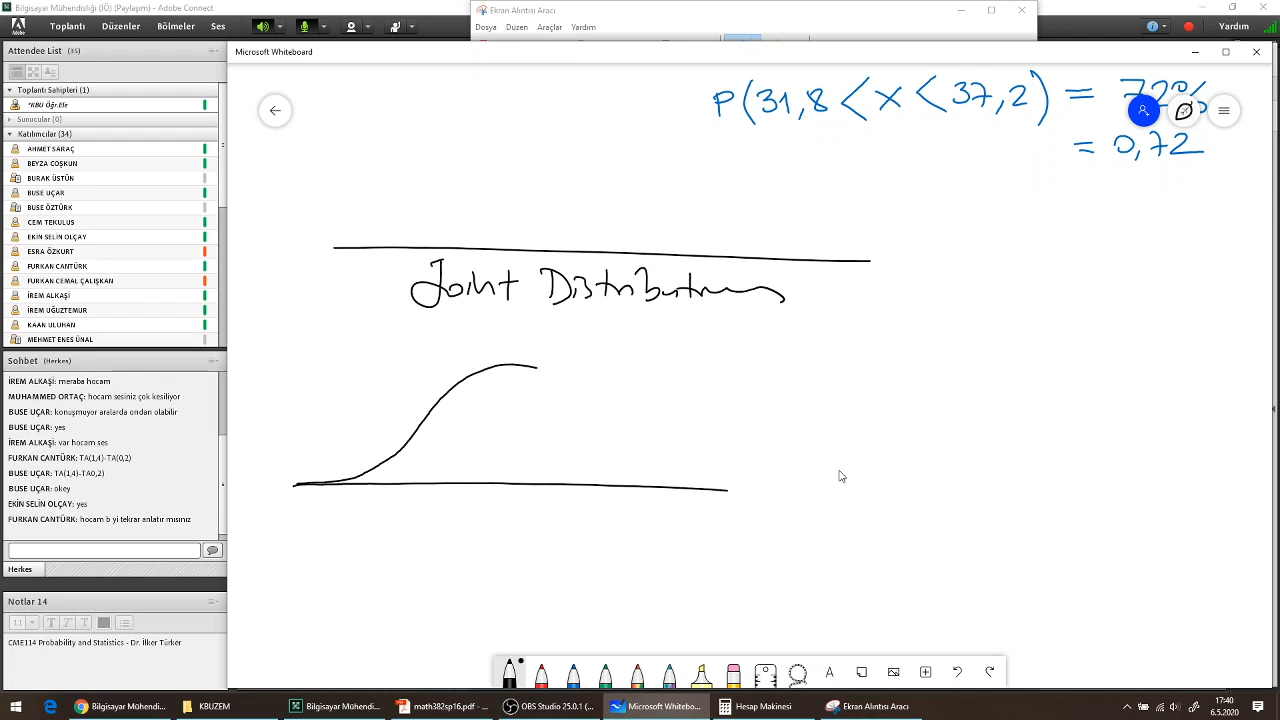 Bilgisayar Mühendisliği (İÖ) (Paylaşım) - Adobe Connect
Ekran Alıntısı Aracı
Adobe
Toplantı Düzenler Bölmeler Ses
Yardım
Dosya Düzen Araçlar Yardım
Attendee List (35)
Microsoft Whiteboard
Toplantı Sahipleri (1)
*KBU Öğr.Ele
Sunucular (0)
Katılımcılar (34)
AHMET SARAÇ
BEYZA COŞKUN
BURAK ÜSTÜN
BUSE UÇAR
BUSE ÖZTÜRK
CEM TEKULUS
EKİN SELİN OLÇAY
ESRA ÖZKURT
FURKAN CANTÜRK
FURKAN CEMAL ÇALIŞKAN
İREM ALKAŞİ
İREM UĞUZTEMUR
KAAN ULUHAN
MEHMET ENES ÜNAL
P(31,8 < x < 37,2) = 72%
= 0,72
Joint Distributions
Sohbet (Herkes)
İREM ALKAŞİ: meraba hocam
MUHAMMED ORTAÇ: hocam sesiniz çok kesiliyor
BUSE UÇAR: konuşmuyor aralarda ondan olabilir
BUSE UÇAR: yes
İREM ALKAŞİ: var hocam ses
FURKAN CANTÜRK: TA(1,4)-TA(0,2)
BUSE UÇAR: TA(1,4)-TA0,2)
BUSE UÇAR: okey
EKİN SELİN OLÇAY: yes
FURKAN CANTÜRK: hocam b yi tekrar anlatır mısınız
Herkes
Notlar 14
11
CME114 Probability and Statistics - Dr. İlker Türker
Bilgisayar Mühendi...
KBUZEM
Bilgisayar Mühendi...
math382sp16.pdf - ...
OBS Studio 25.0.1 (...
Microsoft Whitebo...
Hesap Makinesi
Ekran Alıntısı Aracı
17:40
6.5.2020